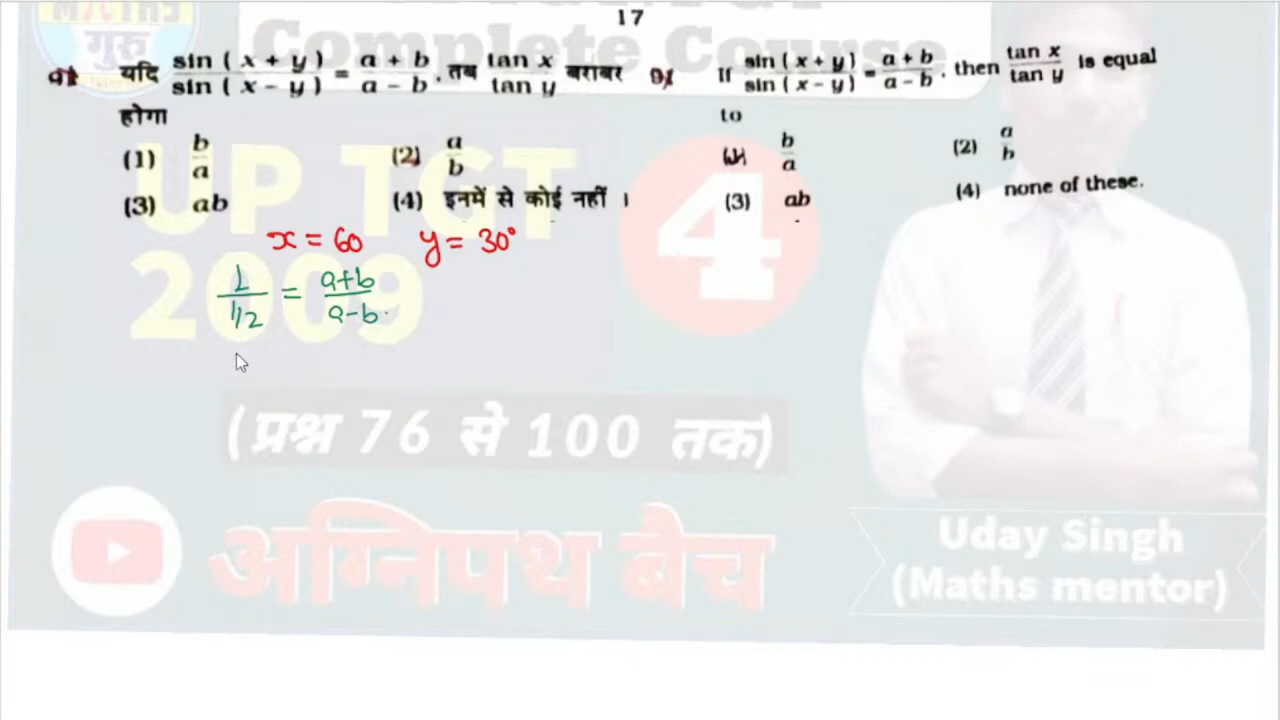 17
Complete Course
गुरु
यदि sin ( x + y ) / sin ( x - y ) = a + b / a - b , तब tan x / tan y बराबर
होगा
(1) b/a (2) a/b
(3) ab (4) इनमें से कोई नहीं ।
If sin ( x + y ) / sin ( x - y ) = a + b / a - b , then tan x / tan y is equal
to
b/a (2) a/b
(3) ab (4) none of these.
x = 60 y = 30°
1 / 1/2 = a+b / a-b
UP TGT
2009
4
(प्रश्न 76 से 100 तक)
अग्निपथ बैच
Uday Singh
(Maths mentor)